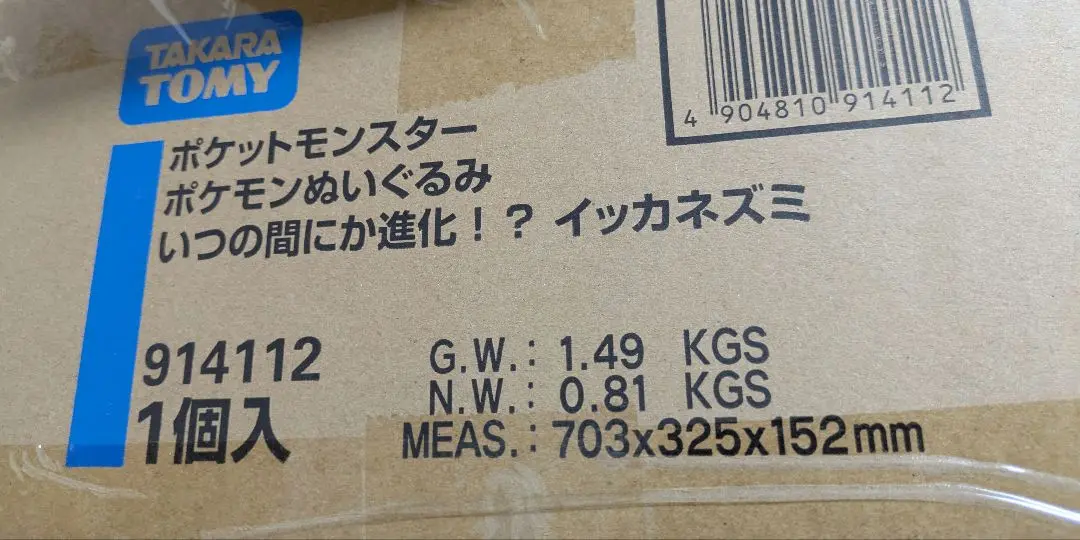 TAKARA
TOMY
4 904810 914112
ポケットモンスター
ポケモンぬいぐるみ
いつの間にか進化!? イッカネズミ
914112
1個入
G.W.: 1.49 KGS
N.W.: 0.81 KGS
MEAS.: 703x325x152mm